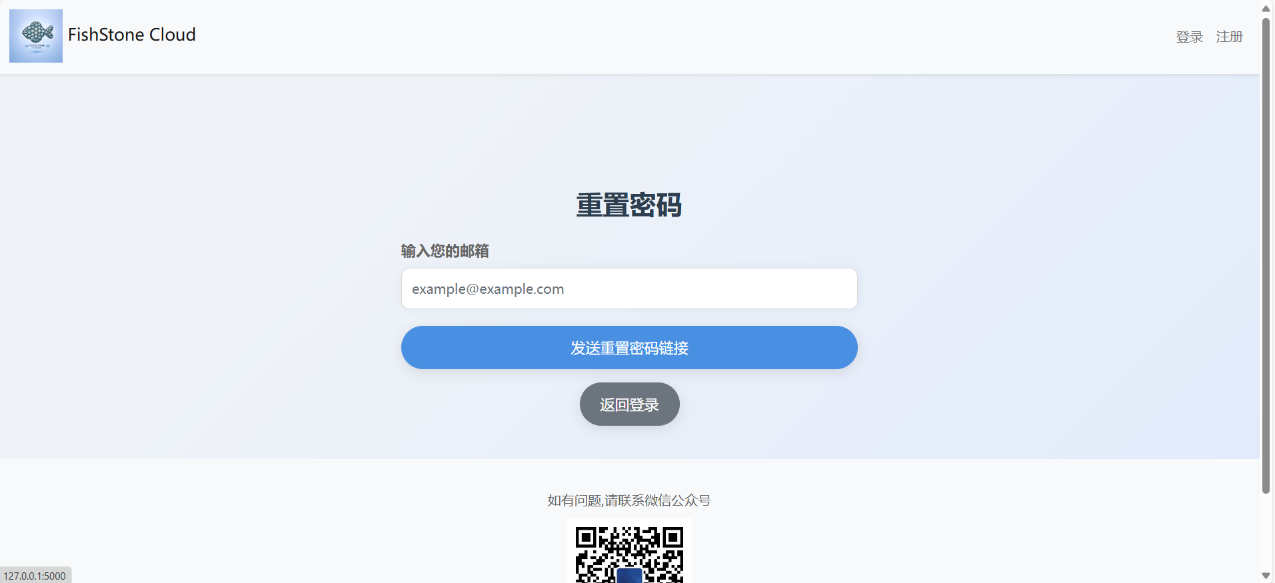 FishStone Cloud
登录 注册
重置密码
输入您的邮箱
example@example.com
发送重置密码链接
返回登录
如有问题,请联系微信公众号
127.0.0.1:5000